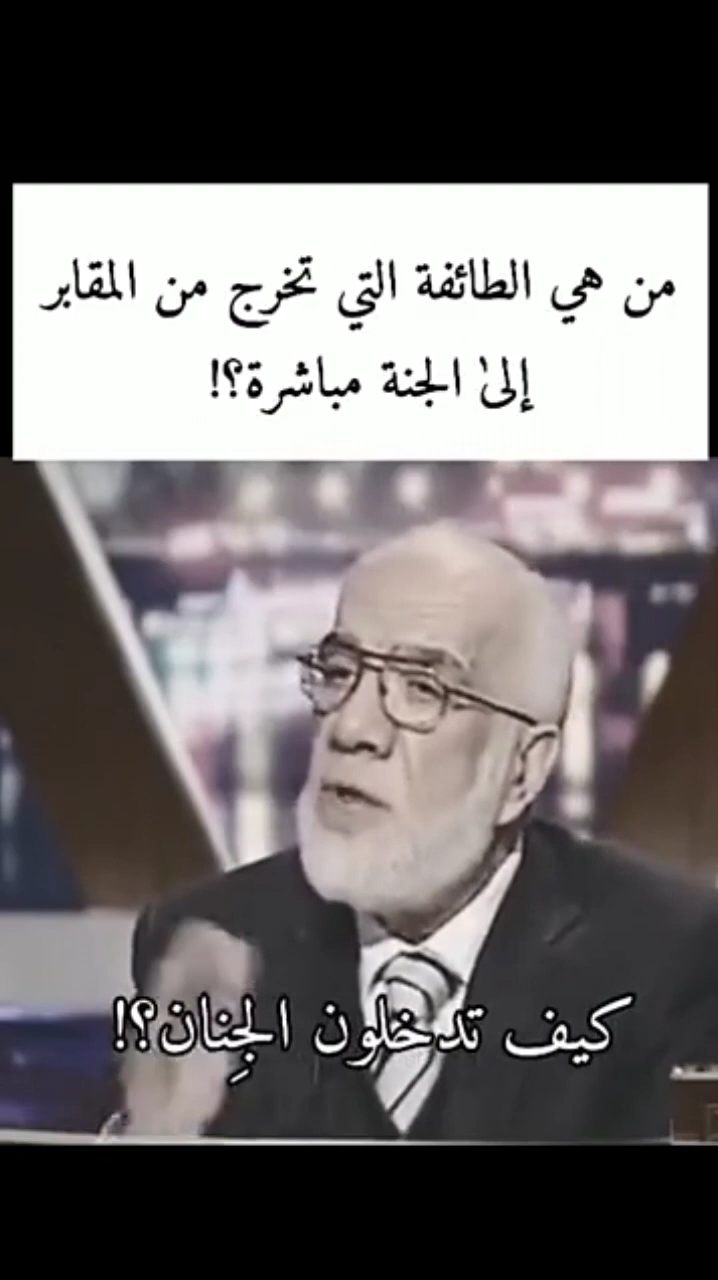 من هي الطائفة التي تخرج من المقابر
إلىٰ الجنة مباشرة؟!
كيف تدخلون الجِنان؟!